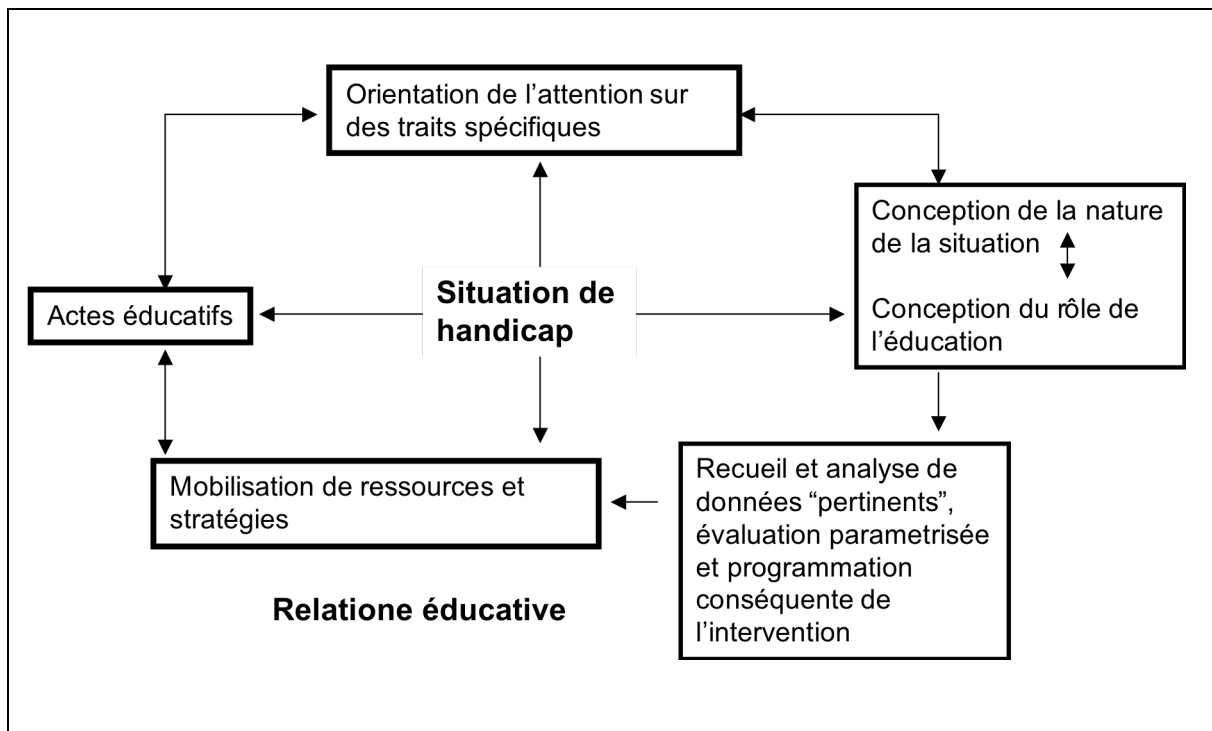 Orientation de l’attention sur
des traits spécifiques
Conception de la nature
de la situation
Conception du rôle de
l’éducation
Situation de
handicap
Actes éducatifs
Recueil et analyse de
données “pertinents”,
évaluation parametrisée
et programmation
conséquente de
l’intervention
Mobilisation de ressources et
stratégies
Relatione éducative